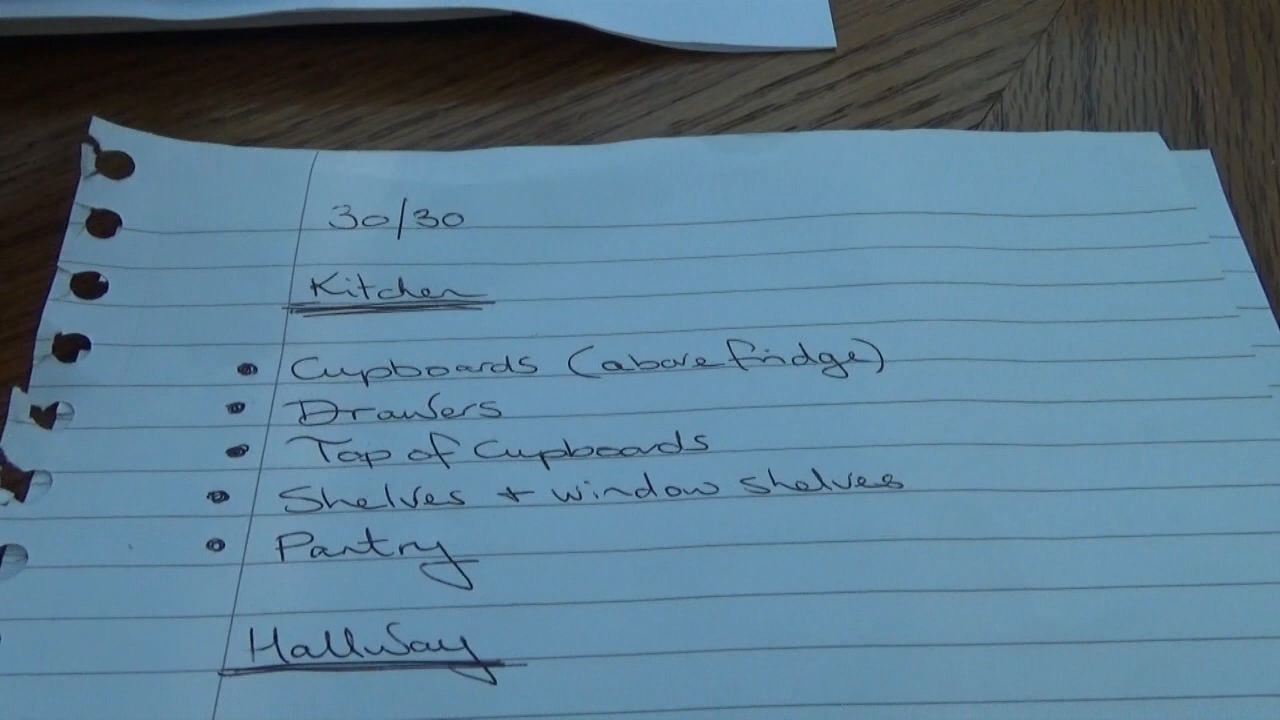 30/30
Kitchen
• Cupboards (above fridge)
• Drawers
• Top of Cupboards
• Shelves + window shelves
• Pantry
Hallway